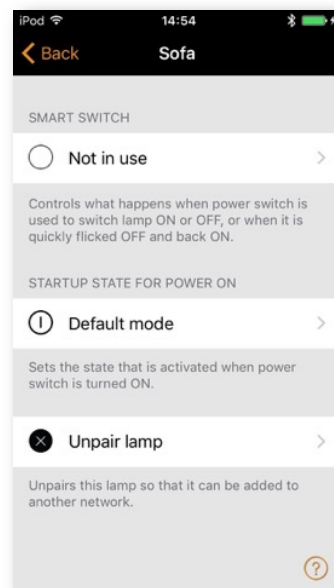 iPod 14:54
Back Sofa
SMART SWITCH
Not in use
Controls what happens when power switch is
used to switch lamp ON or OFF, or when it is
quickly flicked OFF and back ON.
STARTUP STATE FOR POWER ON
Default mode
Sets the state that is activated when power
switch is turned ON.
Unpair lamp
Unpairs this lamp so that it can be added to
another network.
?